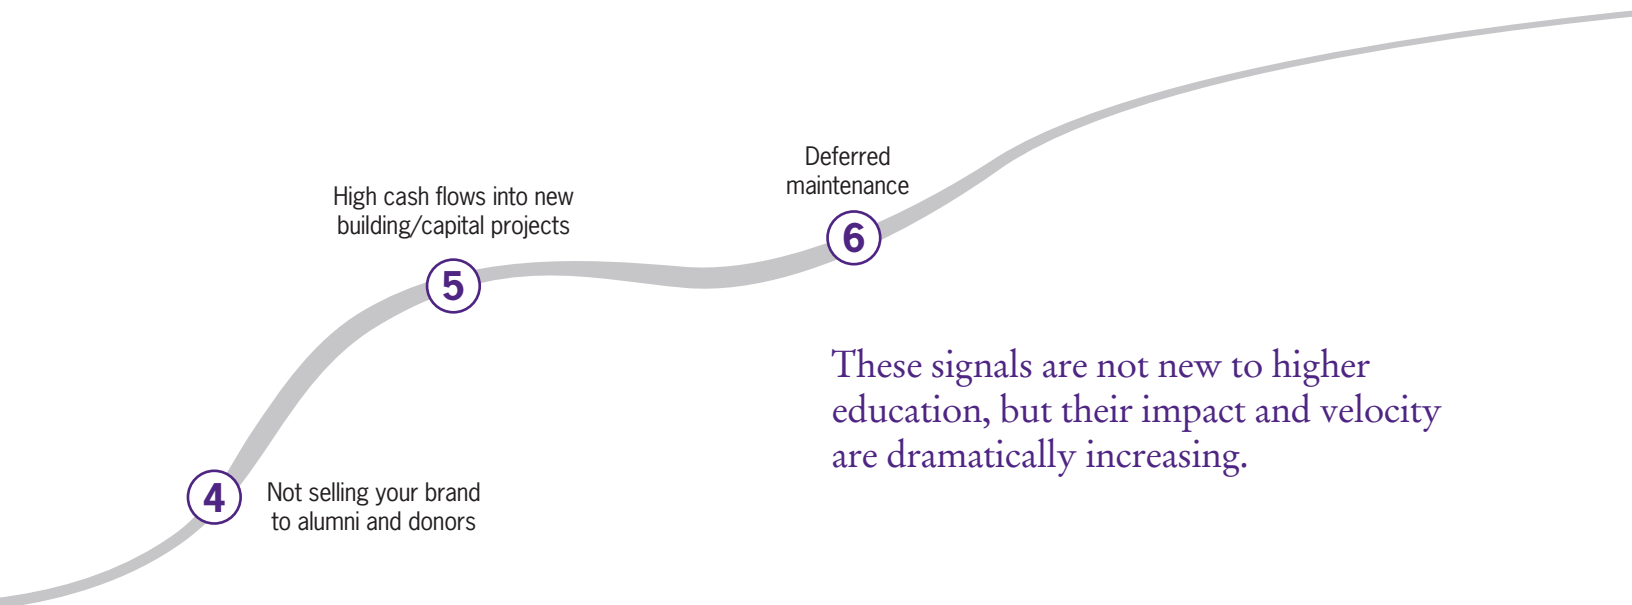 Deferred
maintenance
6
High cash flows into new
building/capital projects
5
These signals are not new to higher
education, but their impact and velocity
are dramatically increasing.
4
Not selling your brand
to alumni and donors